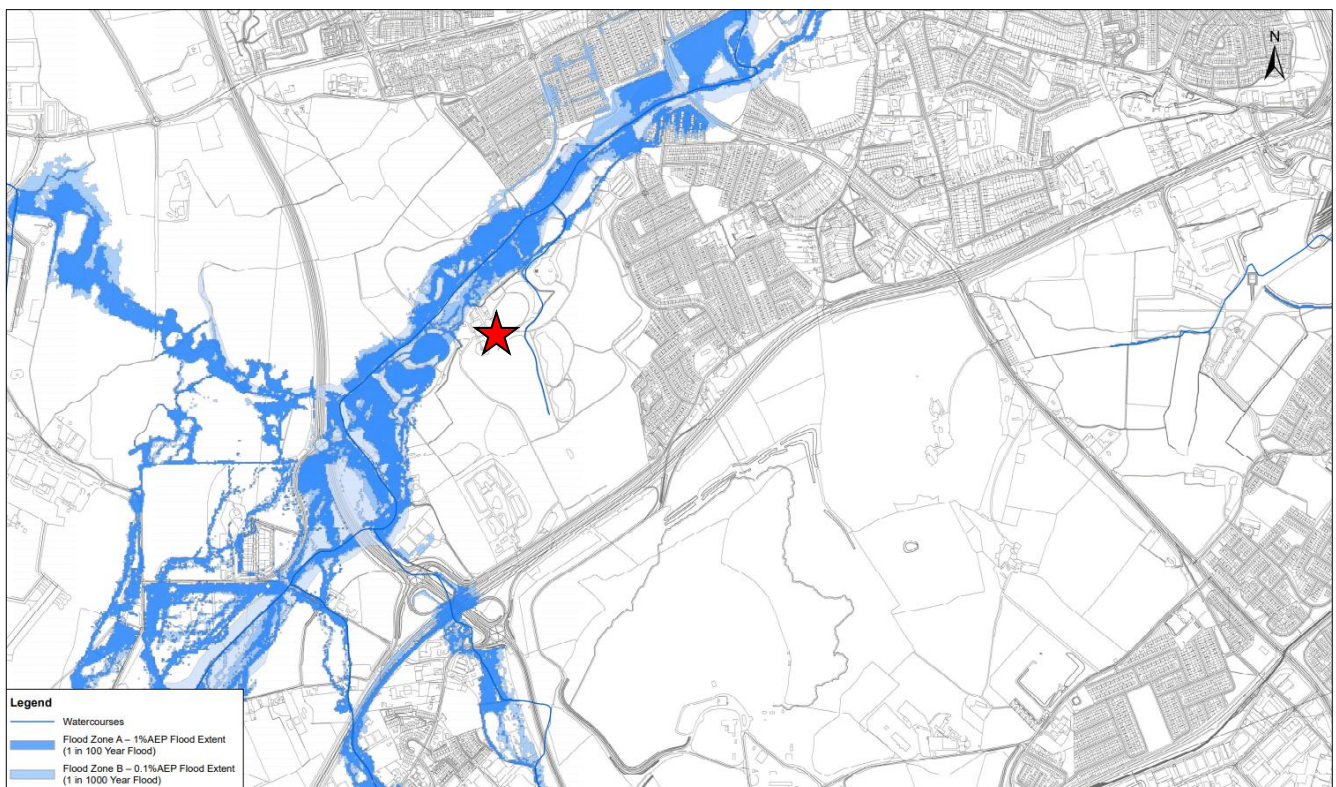 N
Legend
Watercourses
Flood Zone A – 1%AEP Flood Extent
(1 in 100 Year Flood)
Flood Zone B – 0.1%AEP Flood Extent
(1 in 1000 Year Flood)